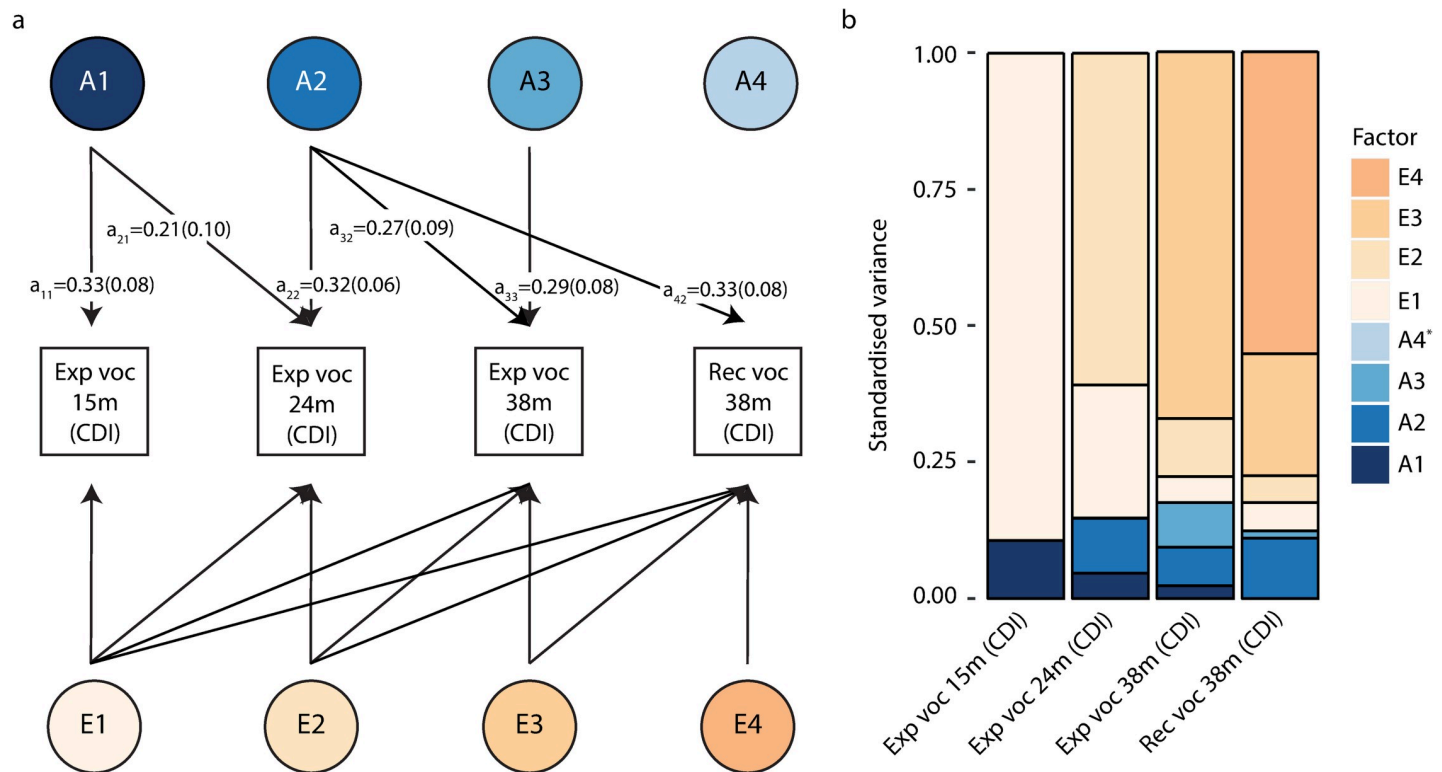 a
A1
A2
A3
A4
a21=0.21(0.10)
a32=0.27(0.09)
a11=0.33(0.08)
a22=0.32(0.06)
a33=0.29(0.08)
a42=0.33(0.08)
Exp voc
15m
(CDI)
Exp voc
24m
(CDI)
Exp voc
38m
(CDI)
Rec voc
38m
(CDI)
E1
E2
E3
E4
b
Standardised variance
1.00
0.75
0.50
0.25
0.00
Exp voc 15m (CDI)
Exp voc 24m (CDI)
Exp voc 38m (CDI)
Rec voc 38m (CDI)
Factor
E4
E3
E2
E1
A4*
A3
A2
A1